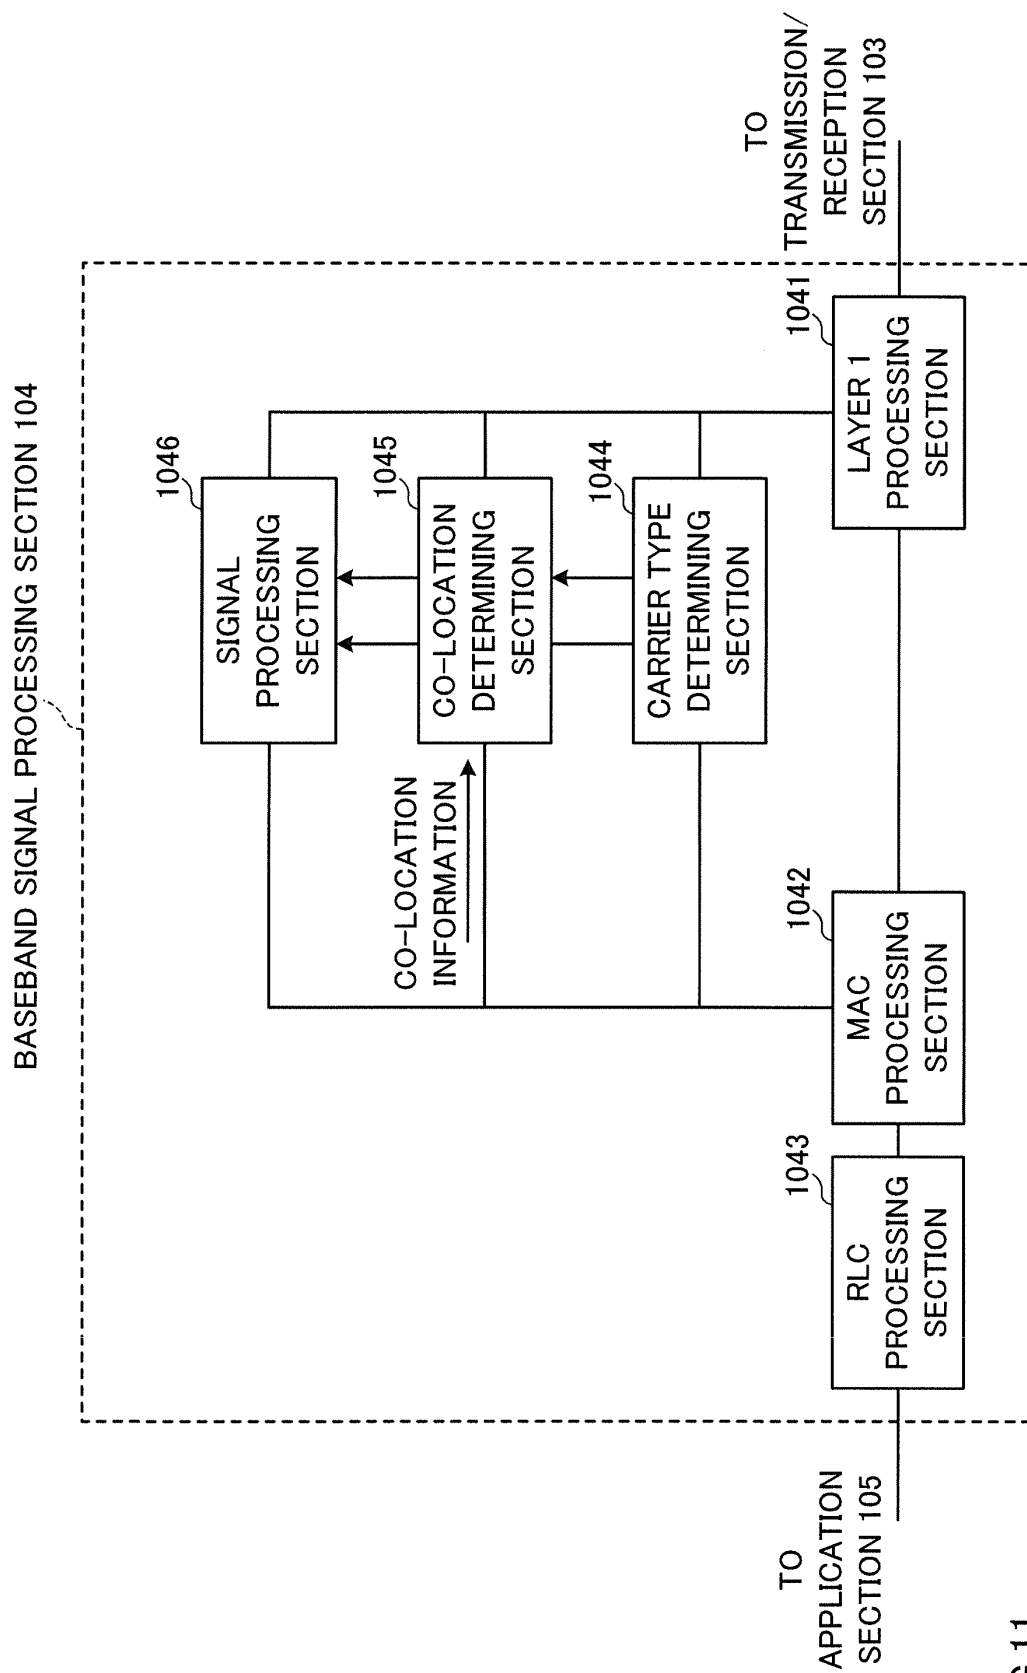 BASEBAND SIGNAL PROCESSING SECTION 104
1046
SIGNAL
PROCESSING
SECTION
1045
CO-LOCATION
DETERMINING
SECTION
CO-LOCATION
INFORMATION
1044
CARRIER TYPE
DETERMINING
SECTION
TO
APPLICATION
SECTION 105
1043
RLC
PROCESSING
SECTION
1042
MAC
PROCESSING
SECTION
1041
LAYER 1
PROCESSING
SECTION
TO
TRANSMISSION/
RECEPTION
SECTION 103